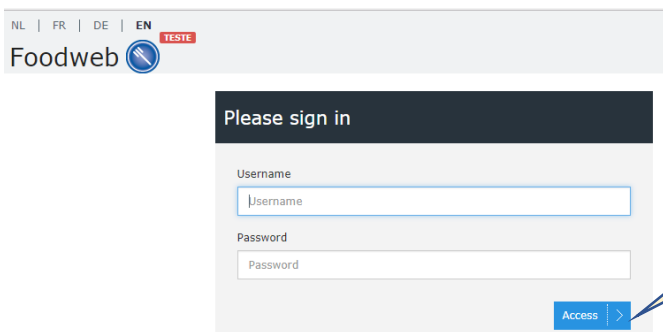 NL | FR | DE | EN
TESTE
Foodweb
Please sign in
Username
Username
Password
Password
Access